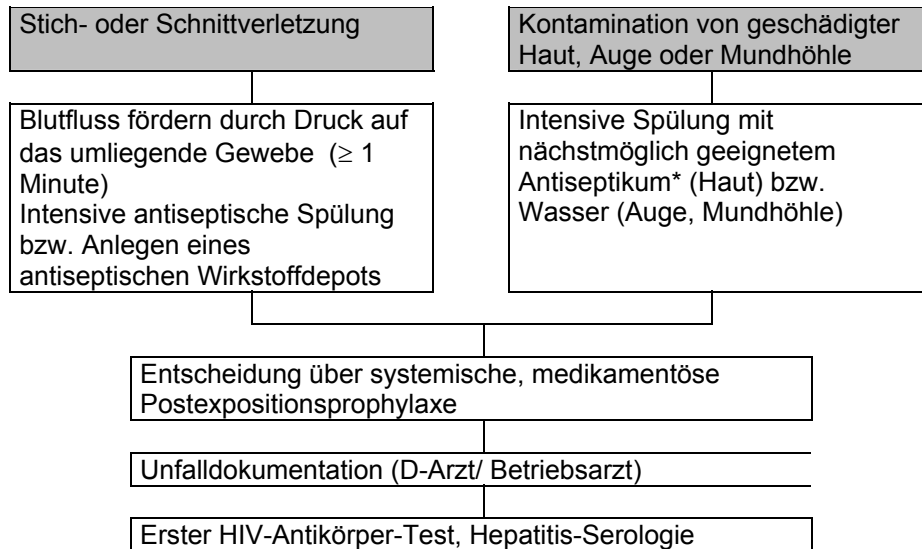 Stich- oder Schnittverletzung
Kontamination von geschädigter
Haut, Auge oder Mundhöhle
Blutfluss fördern durch Druck auf
das umliegende Gewebe (≥ 1
Minute)
Intensive antiseptische Spülung
bzw. Anlegen eines
antiseptischen Wirkstoffdepots
Intensive Spülung mit
nächstmöglich geeignetem
Antiseptikum* (Haut) bzw.
Wasser (Auge, Mundhöhle)
Entscheidung über systemische, medikamentöse
Postexpositionsprophylaxe
Unfalldokumentation (D-Arzt/ Betriebsarzt)
Erster HIV-Antikörper-Test, Hepatitis-Serologie